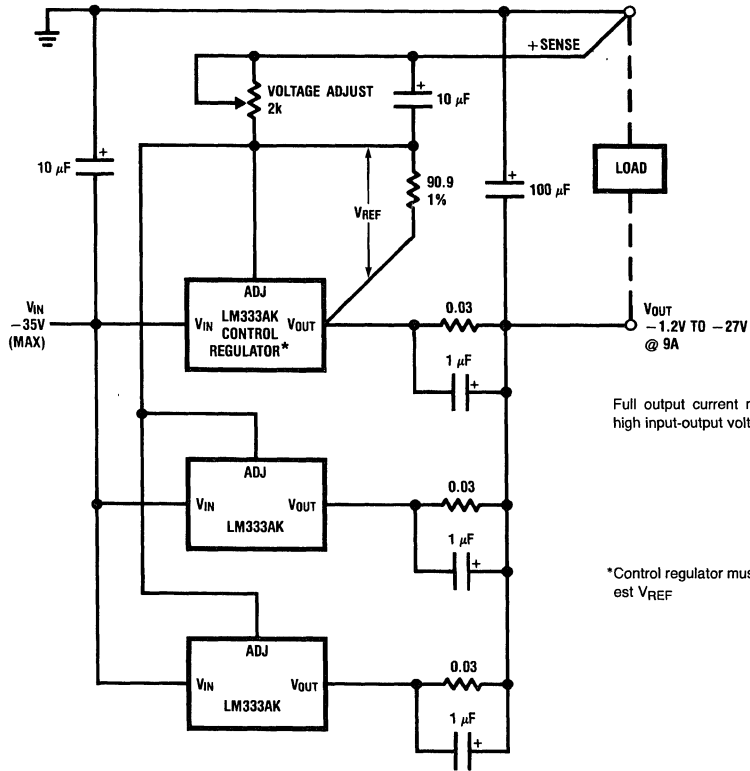 +SENSE
VOLTAGE ADJUST
2k
10 µF
+
10 µF
+
VREF
90.9
1%
+
100 µF
LOAD
VIN
−35V
(MAX)
ADJ
VIN
LM333AK
CONTROL
REGULATOR*
VOUT
0.03
1 µF
+
VOUT
−1.2V TO −27V
@ 9A
Full output current
high input-output
ADJ
VIN
VOUT
LM333AK
0.03
1 µF
+
*Control regulator
est VREF
ADJ
VIN
VOUT
LM333AK
0.03
1 µF
+